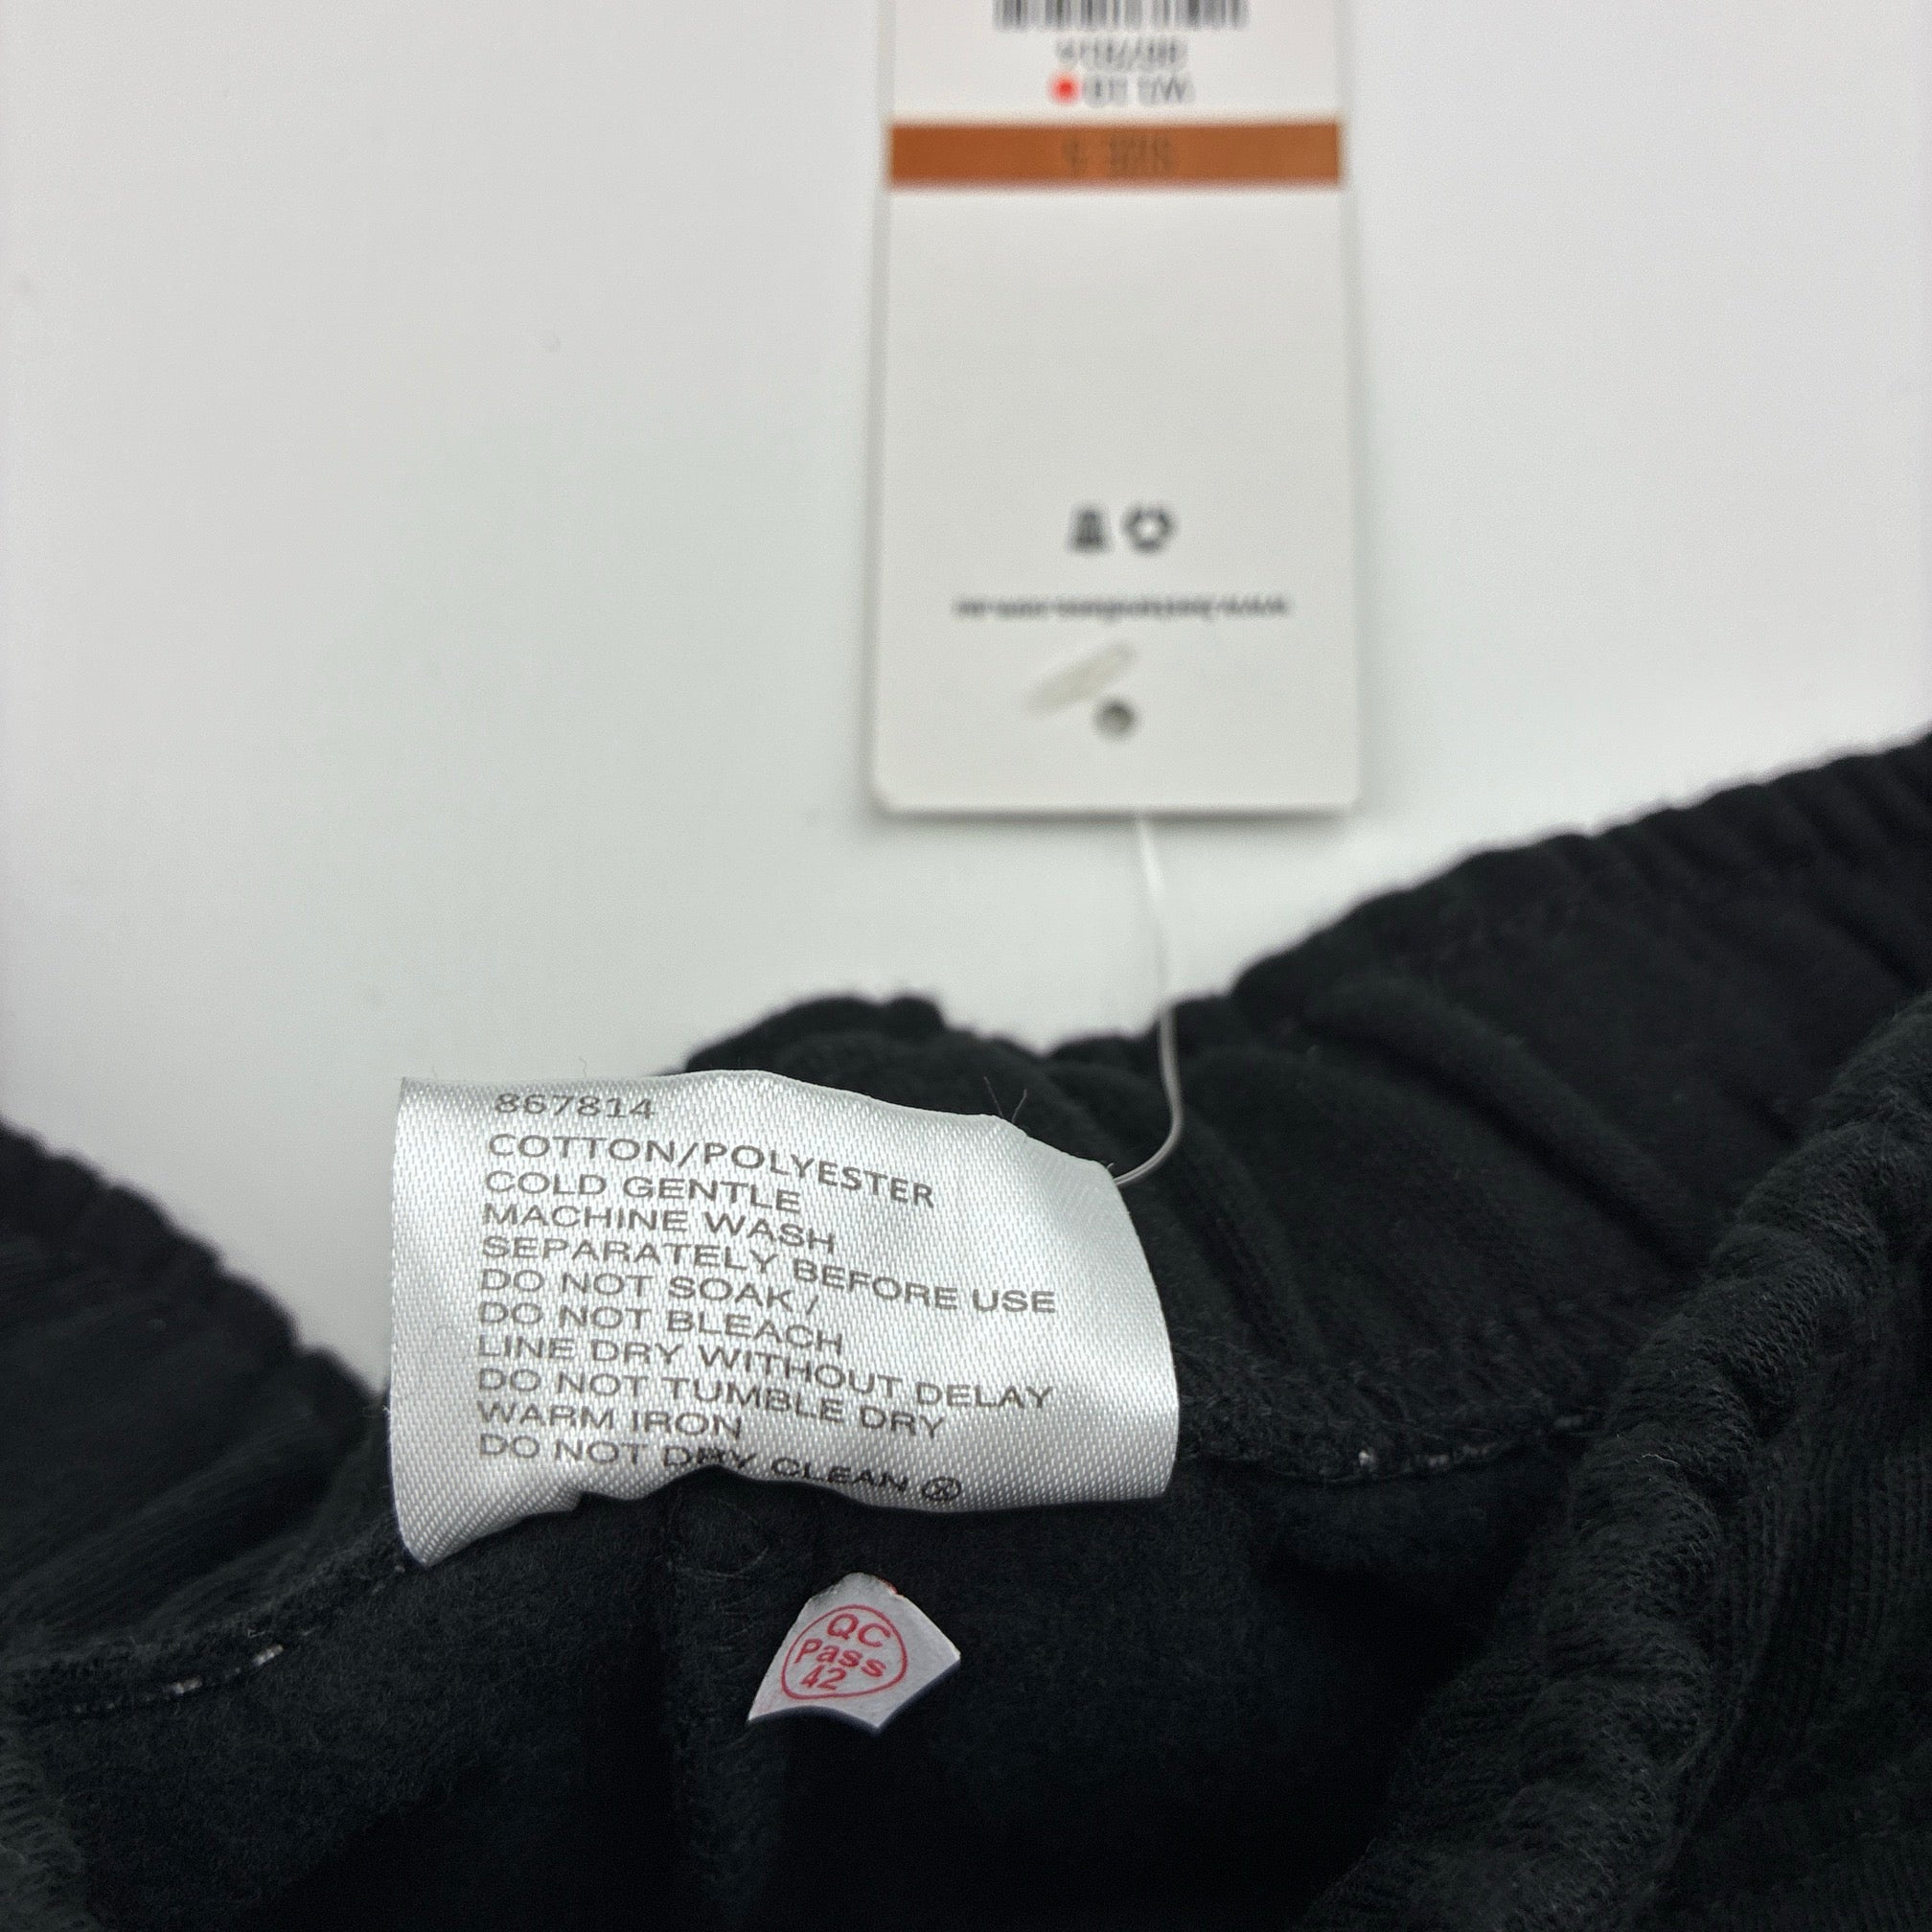 867814
COTTON/POLYESTER
COLD GENTLE
MACHINE WASH
SEPARATELY BEFORE USE
DO NOT SOAK /
DO NOT BLEACH
LINE DRY WITHOUT DELAY
DO NOT TUMBLE DRY
WARM IRON
DO NOT DRY CLEAN
QC
Pass
42